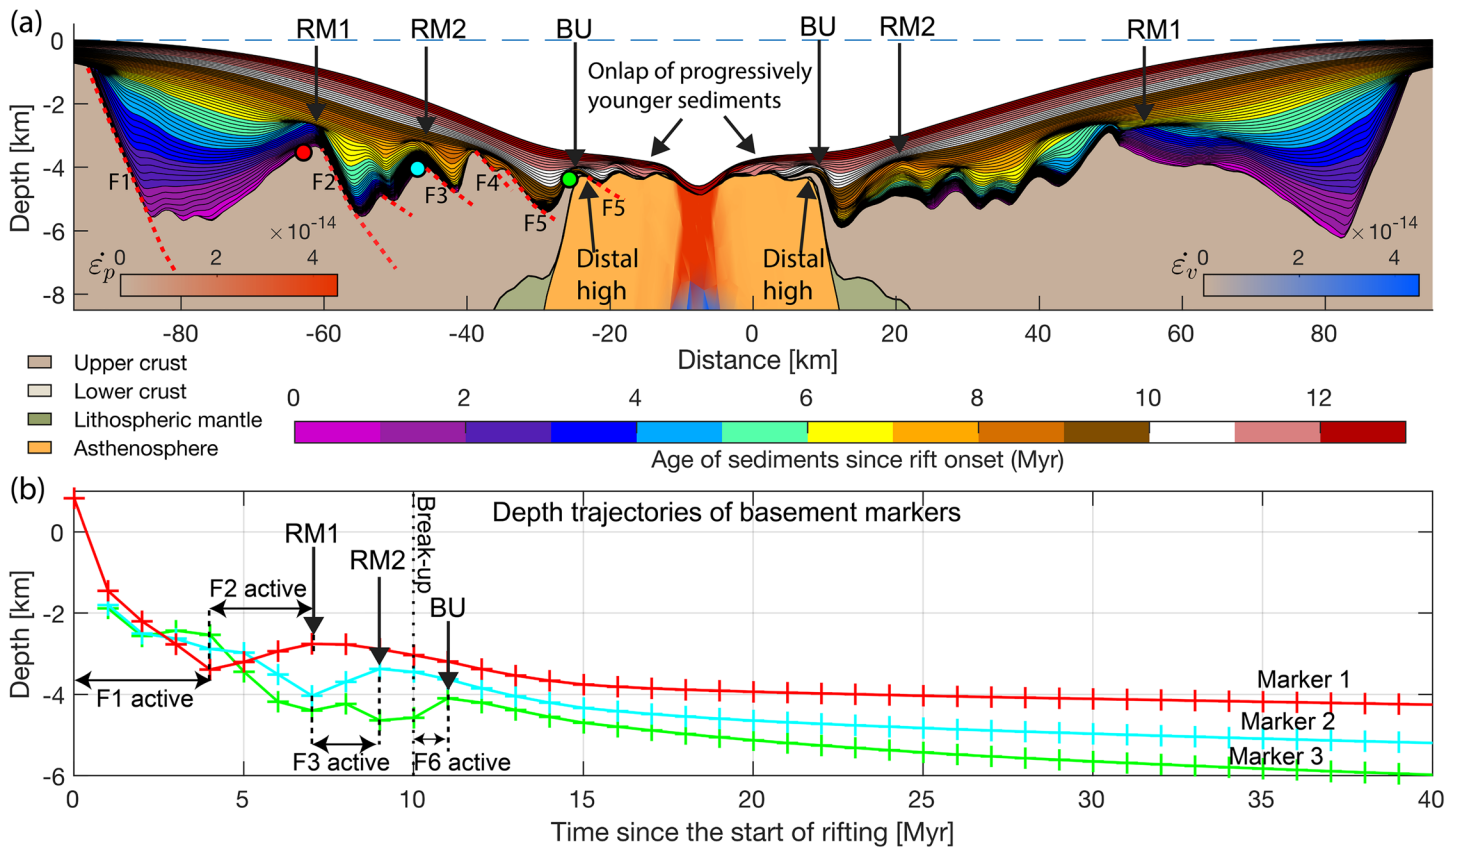 (a)
RM1
RM2
BU
BU
RM2
RM1
Onlap of progressively
younger sediments
0
-2
-4
-6
-8
Depth [km]
F1
F2
F3
F4
F5
F5
Distal
high
Distal
high
×10-14
ε̇p 0 2 4
×10-14
ε̇v 0 2 4
-80 -60 -40 -20 0 20 40 60 80
Distance [km]
Upper crust
Lower crust
Lithospheric mantle
Asthenosphere
0 2 4 6 8 10 12
Age of sediments since rift onset (Myr)
(b)
Depth trajectories of basement markers
Break-up
RM1
RM2
BU
F2 active
F1 active
F3 active
F6 active
Marker 1
Marker 2
Marker 3
0
-2
-4
-6
Depth [km]
0 5 10 15 20 25 30 35 40
Time since the start of rifting [Myr]